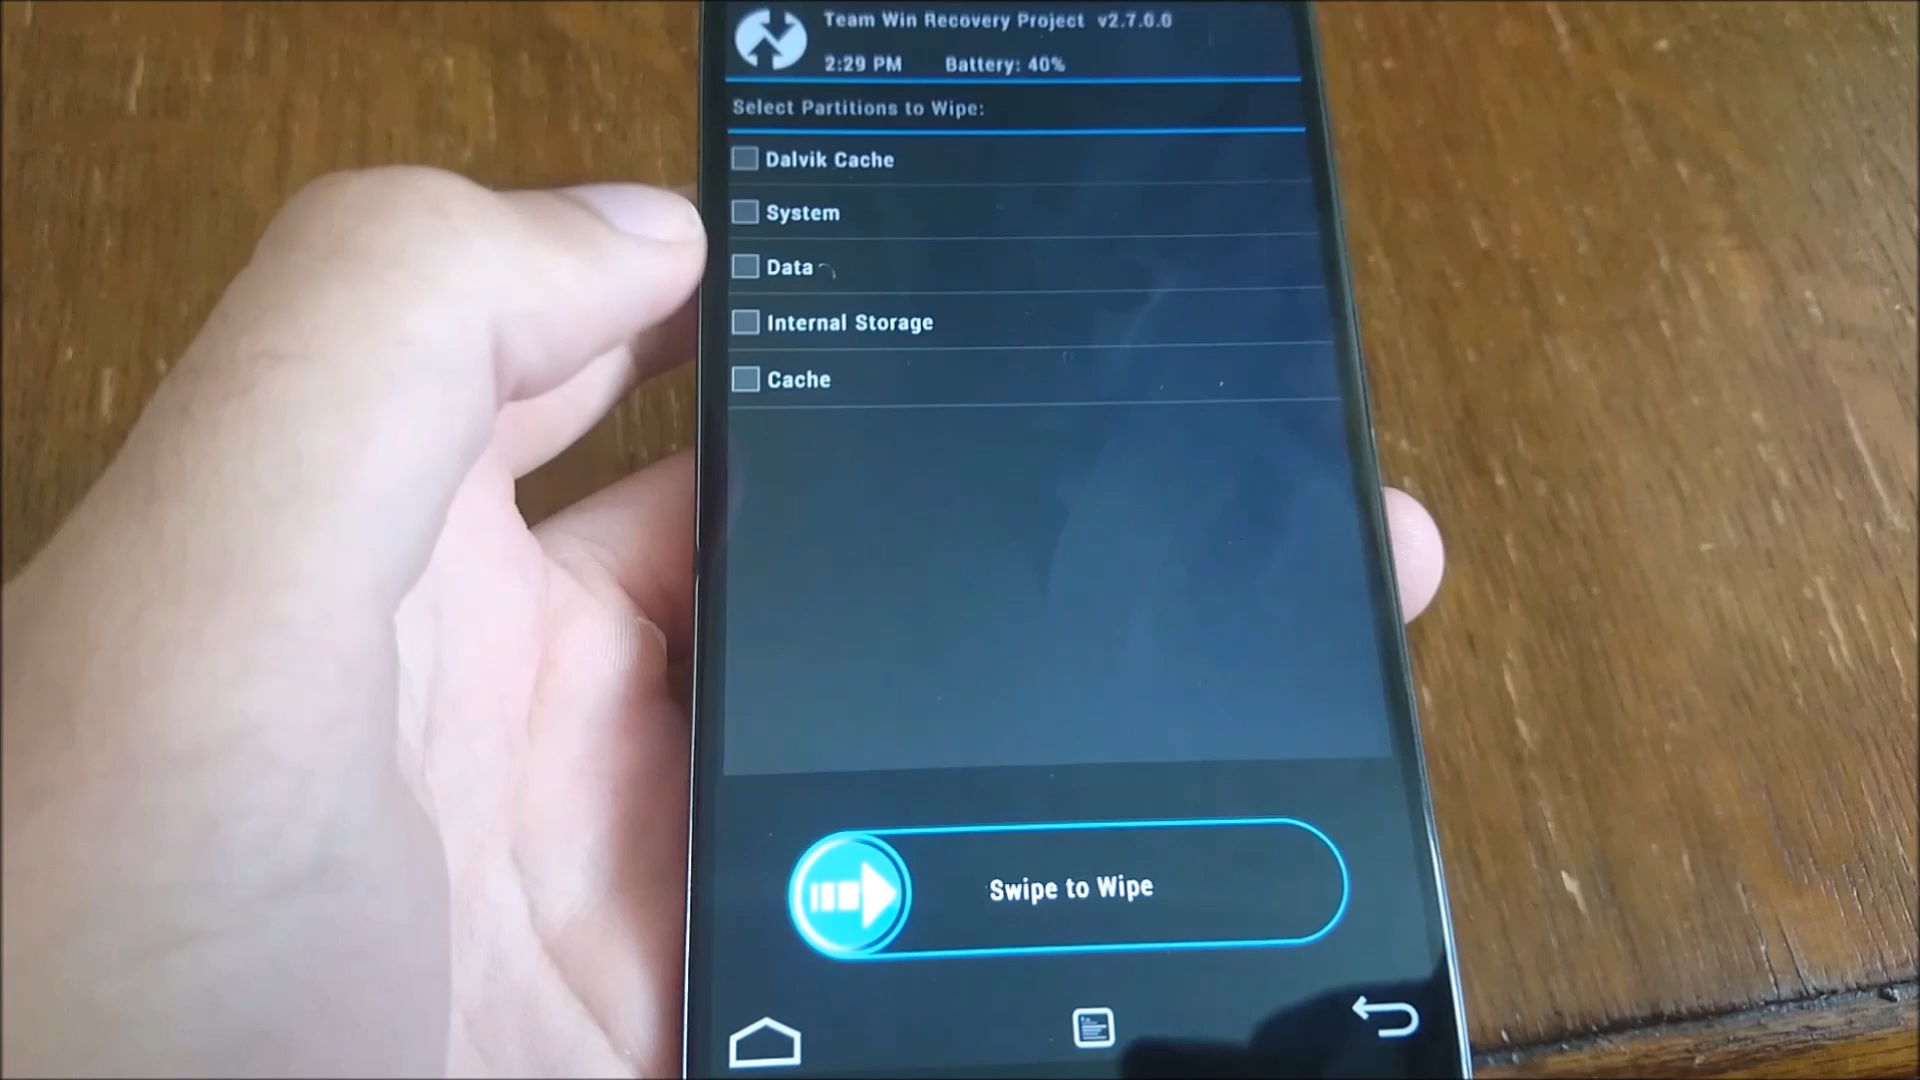 Team Win Recovery Project v2.7.0.0
2:29 PM Battery: 40%
Select Partitions to Wipe:
Dalvik Cache
System
Data
Internal Storage
Cache
Swipe to Wipe